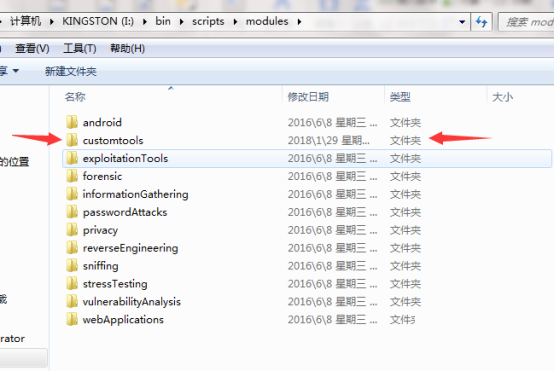 计算机 ▸ KINGSTON (I:) ▸ bin ▸ scripts ▸ modules ▸ 搜索 mod
查看(V) 工具(T) 帮助(H)
享 新建文件夹
名称 修改日期 类型 大小
android 2016\6\8 星期三 ... 文件夹
customtools 2018\1\29 星期... 文件夹
的位置 exploitationTools 2016\6\8 星期三 ... 文件夹
forensic 2016\6\8 星期三 ... 文件夹
informationGathering 2016\6\8 星期三 ... 文件夹
passwordAttacks 2016\6\8 星期三 ... 文件夹
privacy 2016\6\8 星期三 ... 文件夹
reverseEngineering 2016\6\8 星期三 ... 文件夹
sniffing 2016\6\8 星期三 ... 文件夹
stressTesting 2016\6\8 星期三 ... 文件夹
载 vulnerabilityAnalysis 2016\6\8 星期三 ... 文件夹
webApplications 2016\6\8 星期三 ... 文件夹
rator